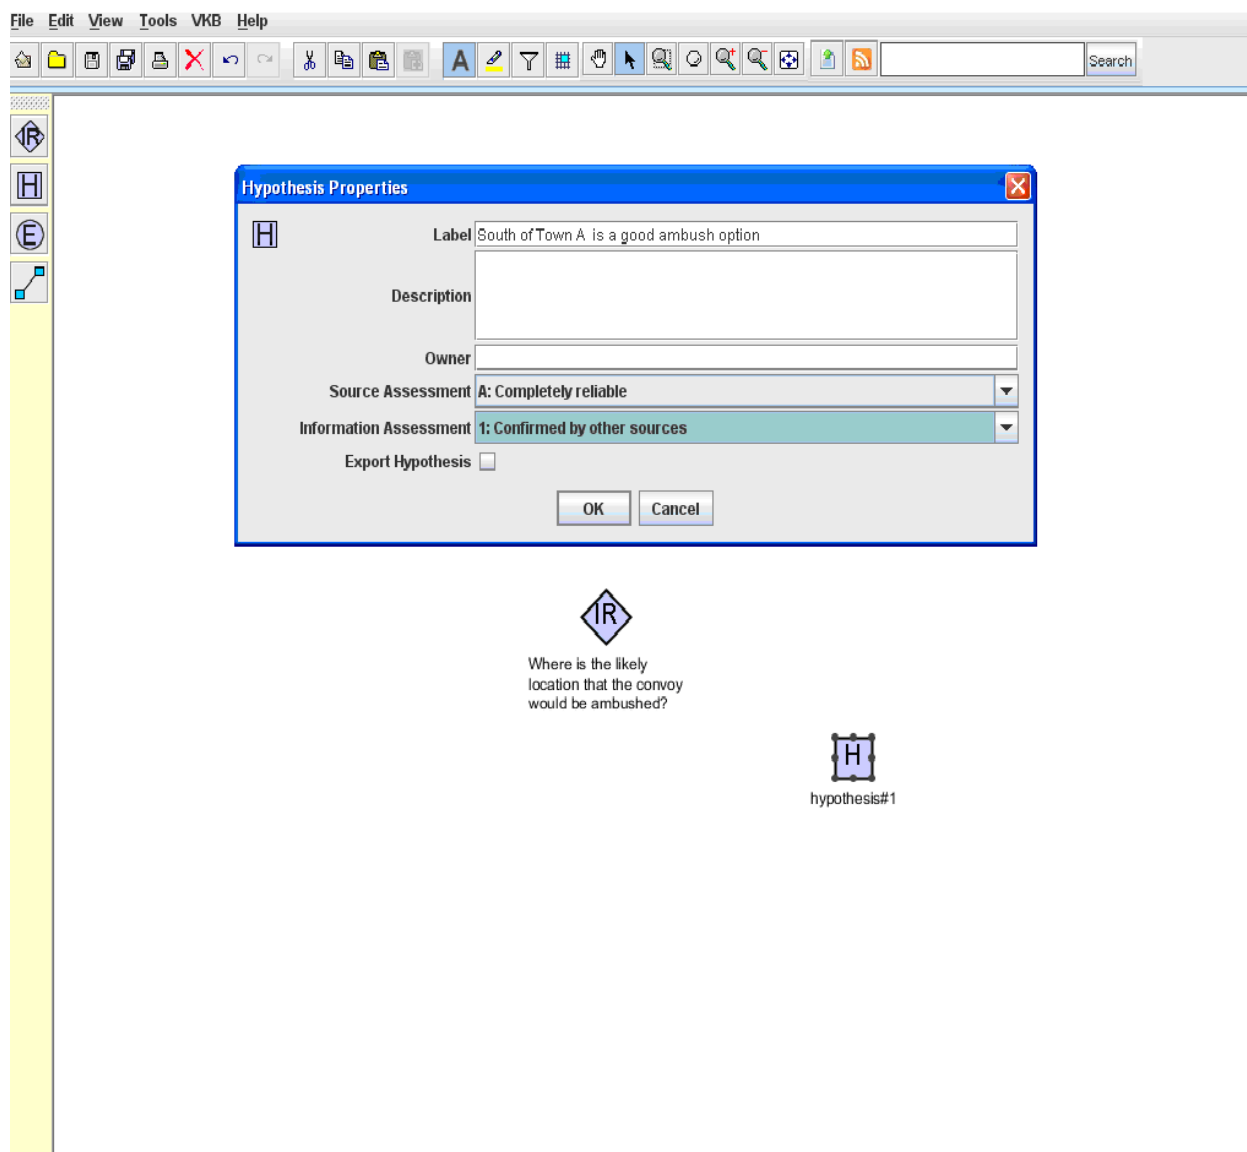 File Edit View Tools VKB Help
A Search
IR
H
E
Hypothesis Properties
H Label South of Town A is a good ambush option
Description
Owner
Source Assessment A: Completely reliable
Information Assessment 1: Confirmed by other sources
Export Hypothesis
OK Cancel
IR
Where is the likely
location that the convoy
would be ambushed?
H
hypothesis#1